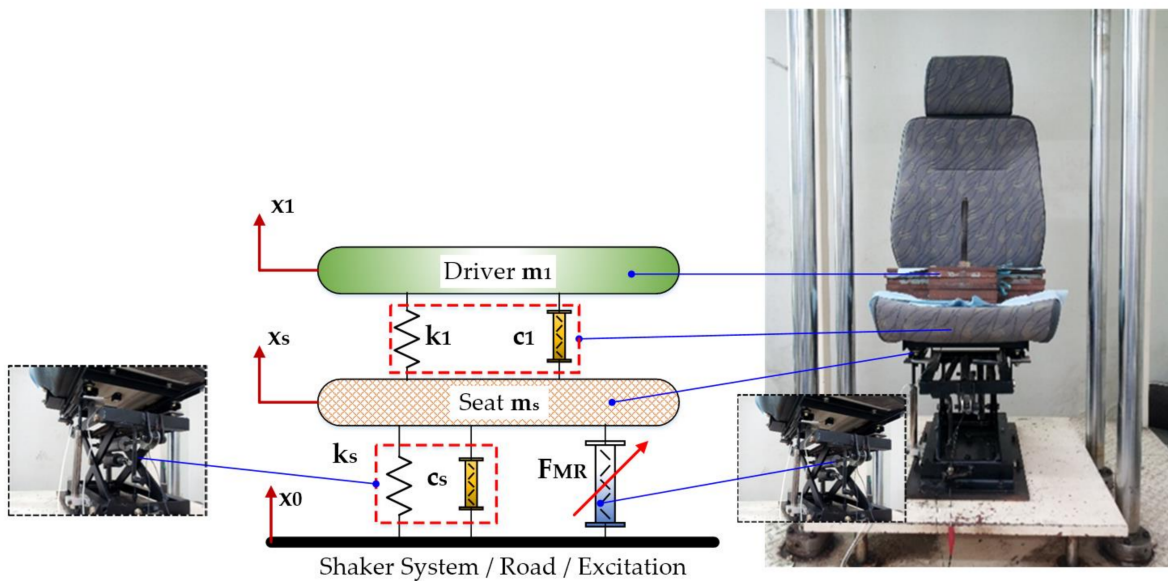 x1
Driver m1
k1
c1
xs
Seat ms
ks
cs
FMR
x0
Shaker System / Road / Excitation